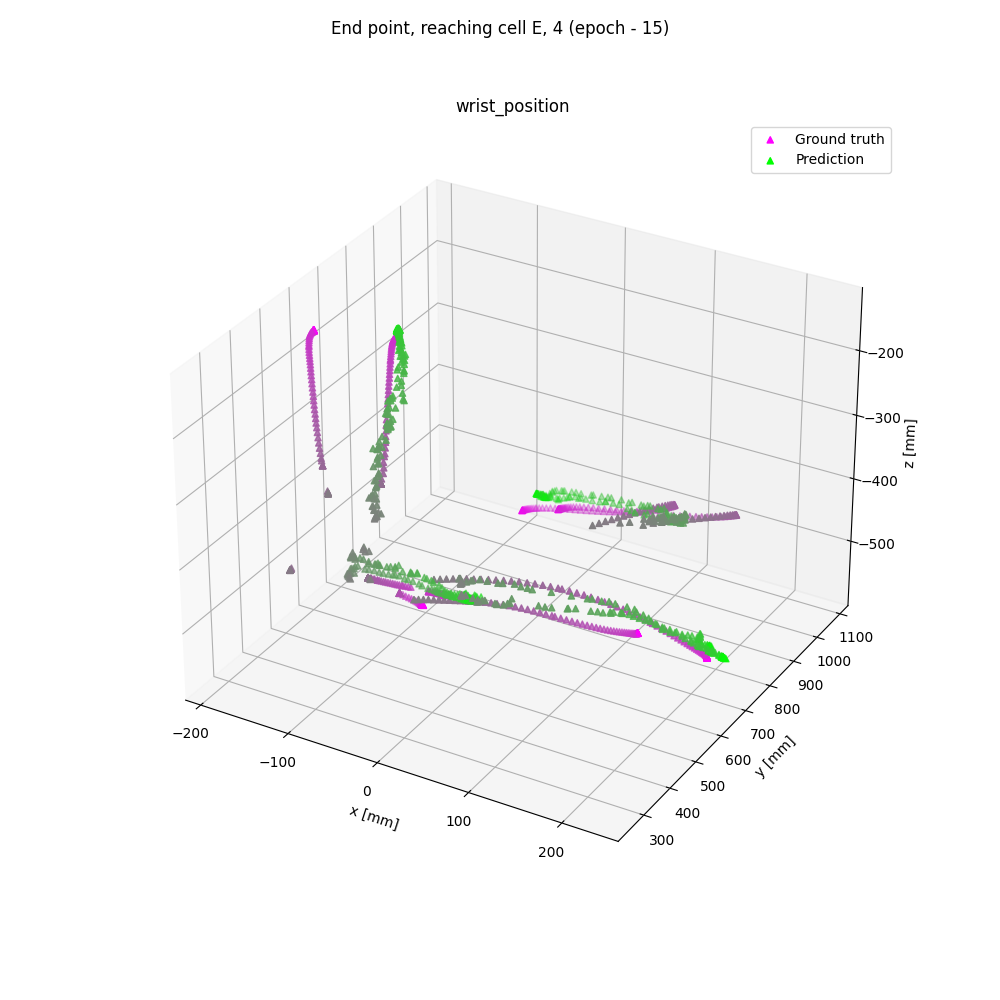 End point, reaching cell E, 4 (epoch - 15)
wrist_position
Ground truth
Prediction
−200
−300
−400
−500
z [mm]
1100
1000
900
800
700
600
500
400
300
y [mm]
−200
−100
0
100
200
x [mm]